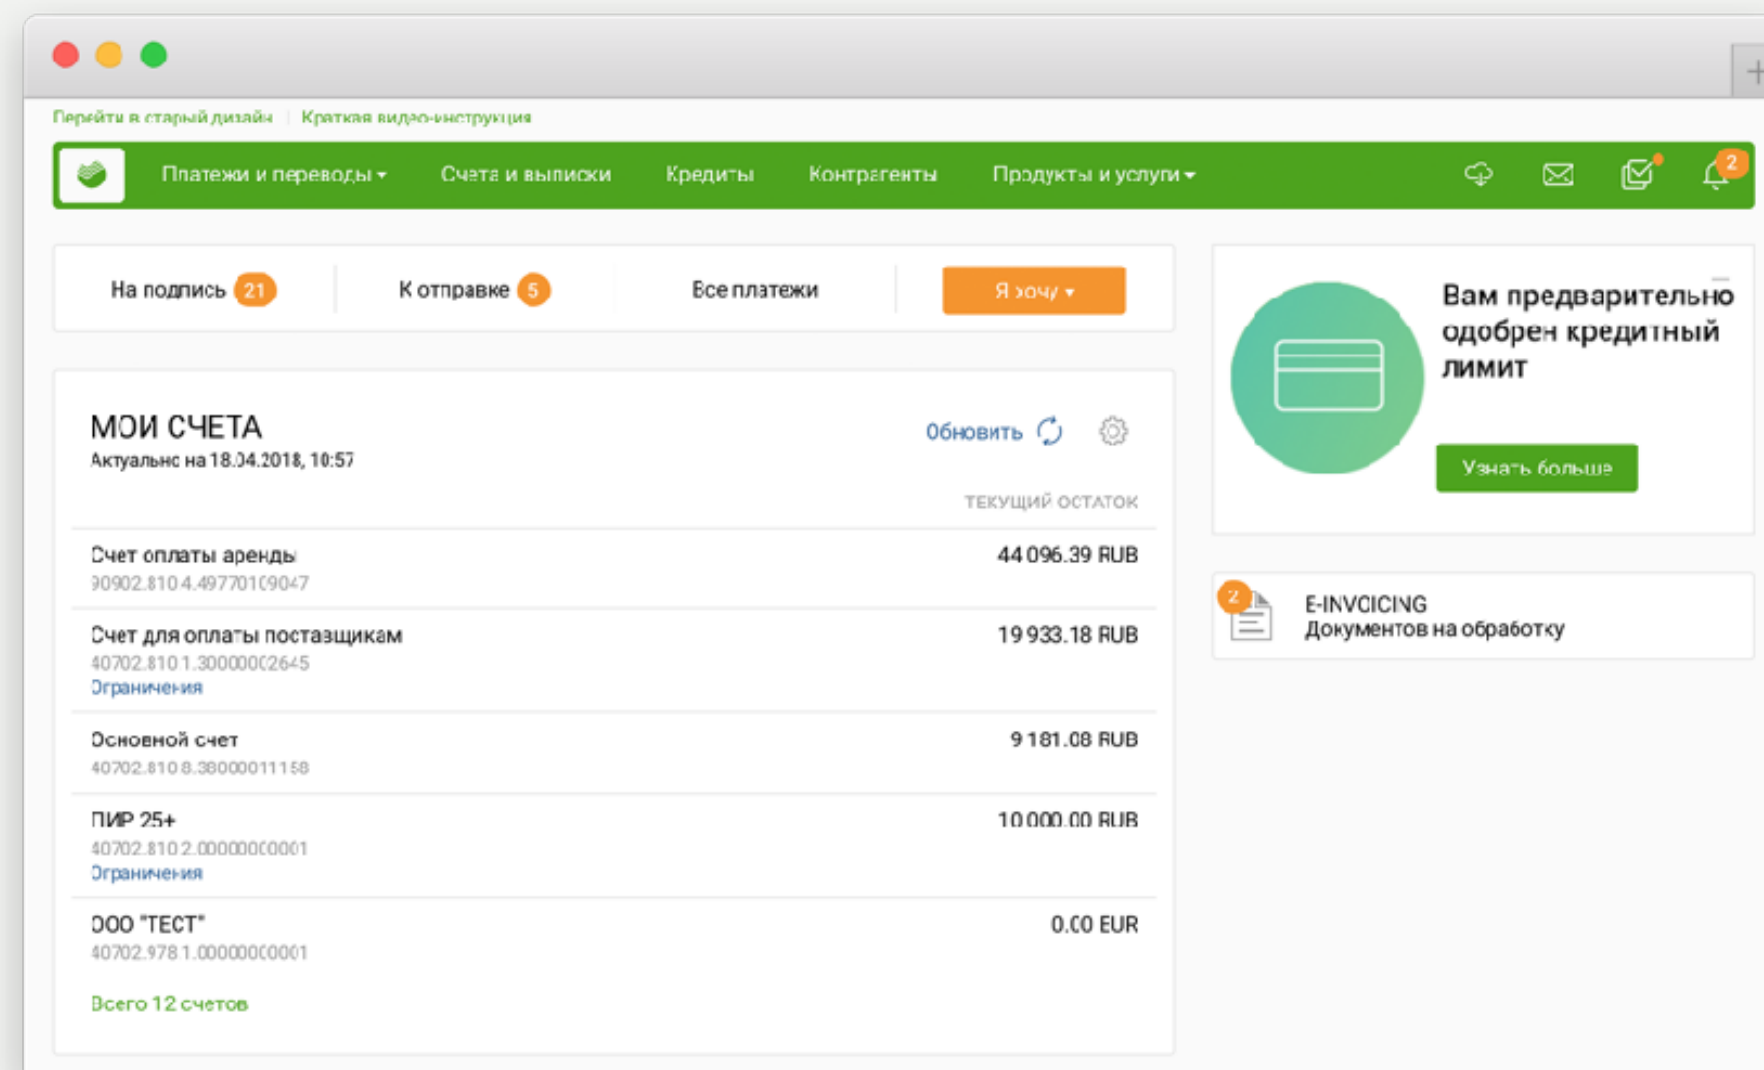 Перейти в старый дизайн
Краткая видео-инструкция
Платежи и переводы
Счета и выписки
Кредиты
Контрагенты
Продукты и услуги
2
На подпись 21
К отправке 5
Все платежи
Я хочу
МОИ СЧЕТА
Обновить
Актуально на 18.04.2018, 10:57
ТЕКУЩИЙ ОСТАТОК
Счет оплаты аренды
44 096.39 RUB
90902.810 4.49770109047
Счет для оплаты поставщикам
19 933.18 RUB
40702.810 1.30000002645
Ограничения
Основной счет
9 181.08 RUB
40702.810 8.38000011158
ПИР 25+
10 000.00 RUB
40702.810 2.00000000001
Ограничения
ООО "ТЕСТ"
0.00 EUR
40702.978 1.00000000001
Всего 12 счетов
Вам предварительно
одобрен кредитный
лимит
Узнать больше
2
E-INVOICING
Документов на обработку